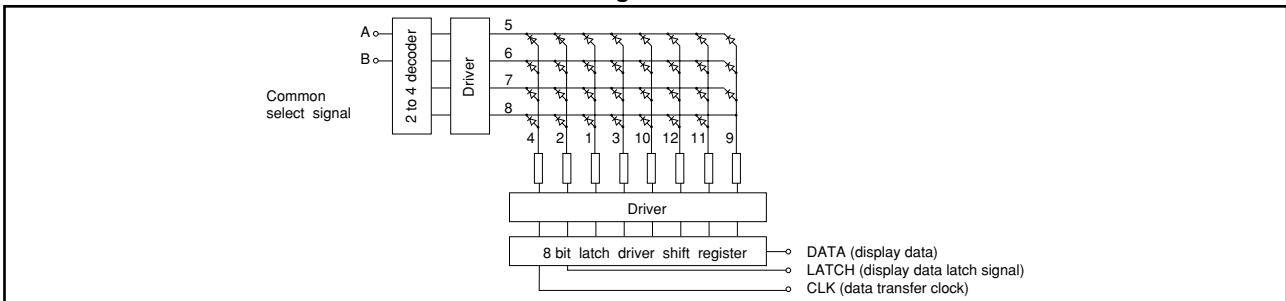 A
B
2 to 4 decoder
Driver
Common
select signal
5
6
7
8
4 2 1 3 10 12 11 9
Driver
8 bit latch driver shift register
DATA (display data)
LATCH (display data latch signal)
CLK (data transfer clock)